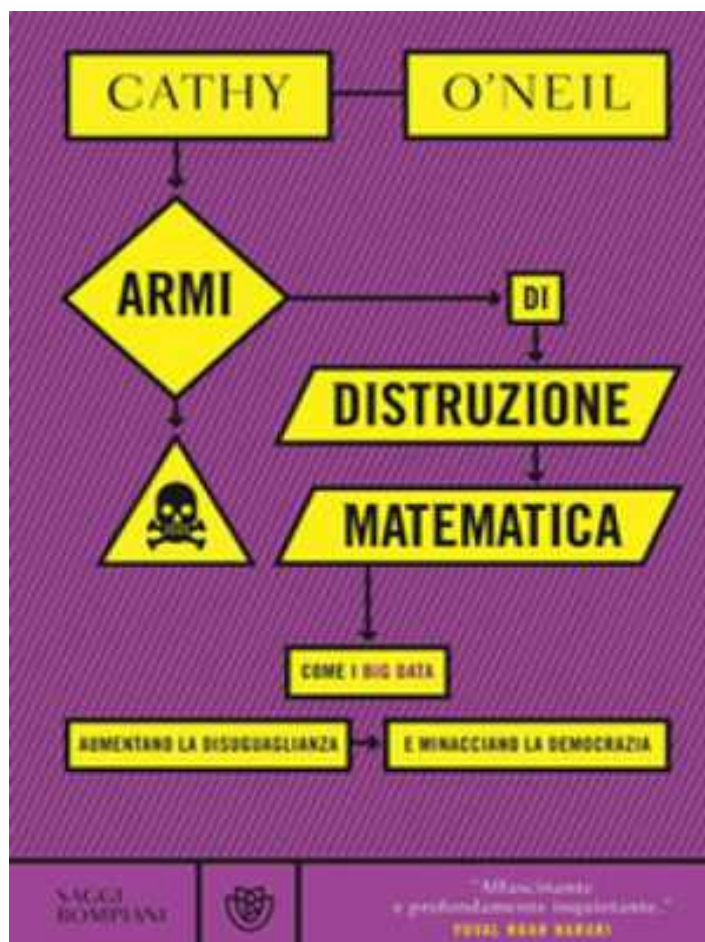 CATHY O'NEIL
ARMI DI
DISTRUZIONE
MATEMATICA
COME I BIG DATA
AUMENTANO LA DISUGUAGLIANZA E MINACCIANO LA DEMOCRAZIA
SAGGI
BOMPIANI
"Affascinante
e profondamente inquietante."
YUVAL NOAH HARARI